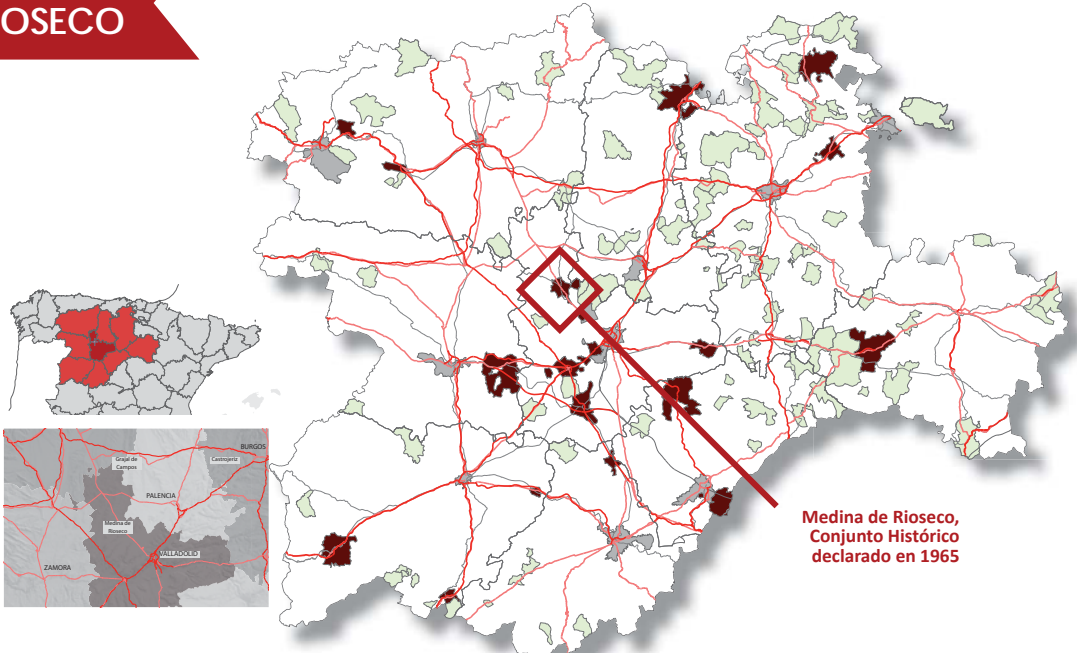 OSECO
BURGOS
Grajal de
Campos
Castrojeriz
PALENCIA
Medina de
Rioseco
VALLADOLID
ZAMORA
Medina de Rioseco,
Conjunto Histórico
declarado en 1965